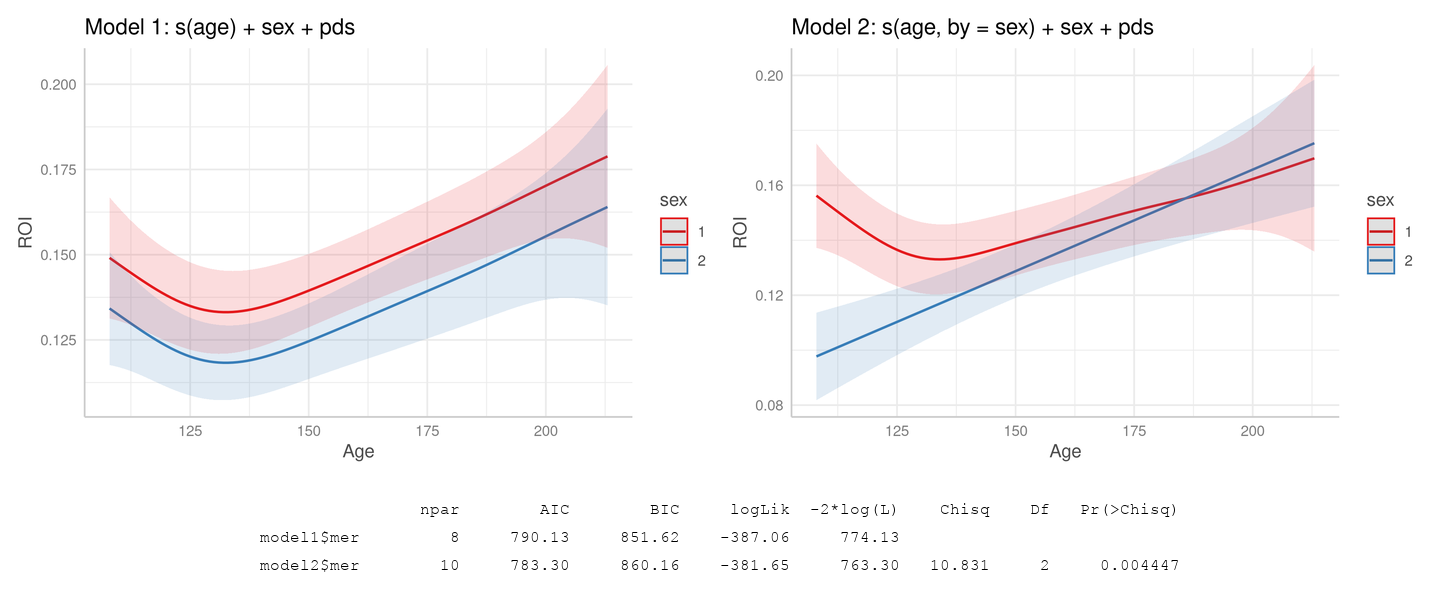 Model 1: s(age) + sex + pds
0.200
0.175
0.150
0.125
ROI
125 150 175 200
Age
sex
1
2
Model 2: s(age, by = sex) + sex + pds
0.20
0.16
0.12
0.08
ROI
125 150 175 200
Age
sex
1
2
npar AIC BIC logLik -2*log(L) Chisq Df Pr(>Chisq)
model1$mer 8 790.13 851.62 -387.06 774.13
model2$mer 10 783.30 860.16 -381.65 763.30 10.831 2 0.004447